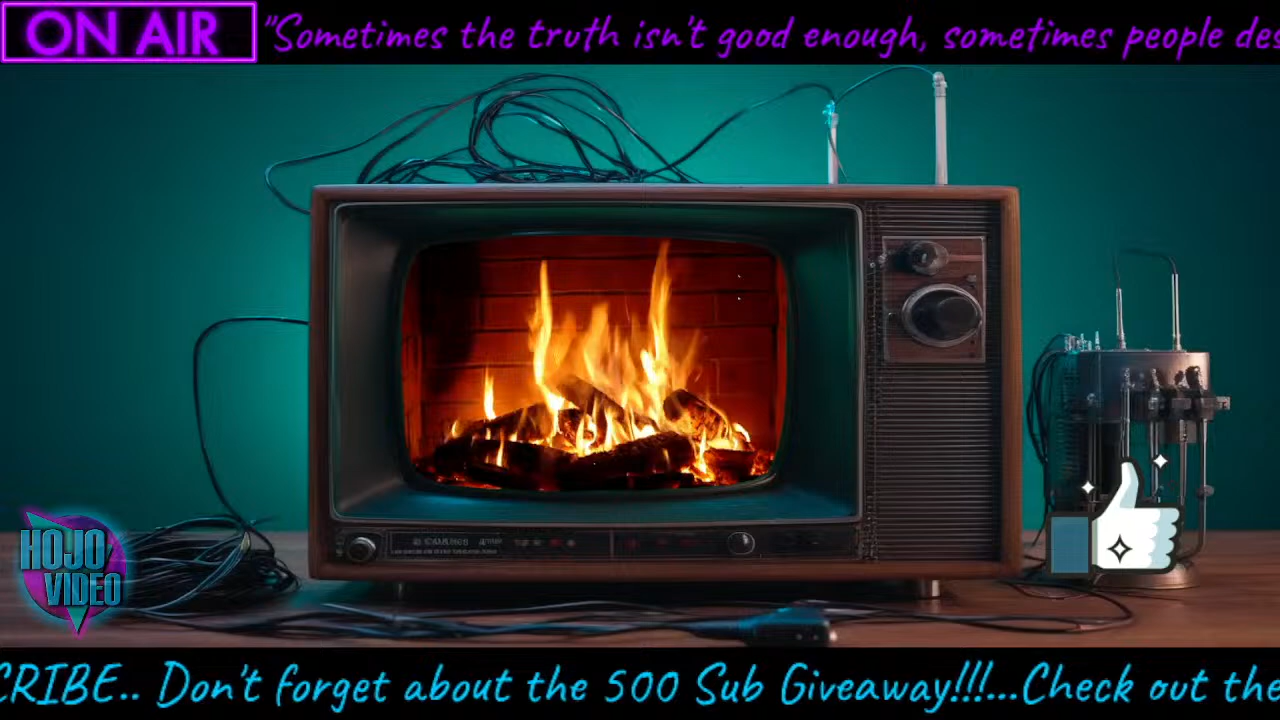 ON AIR
"Sometimes the truth isn't good enough, sometimes people des
HOJO
VIDEO
CRIBE.. Don't forget about the 500 Sub Giveaway!!!...Check out the